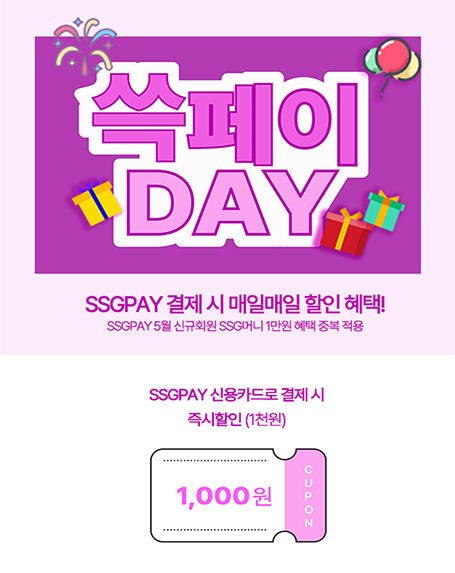 쓱페이
DAY
SSGPAY 결제 시 매일매일 할인 혜택!
SSGPAY 5월 신규회원 SSG머니 1만원 혜택 중복 적용
SSGPAY 신용카드로 결제 시
즉시할인 (1천원)
1,000원
CUPON